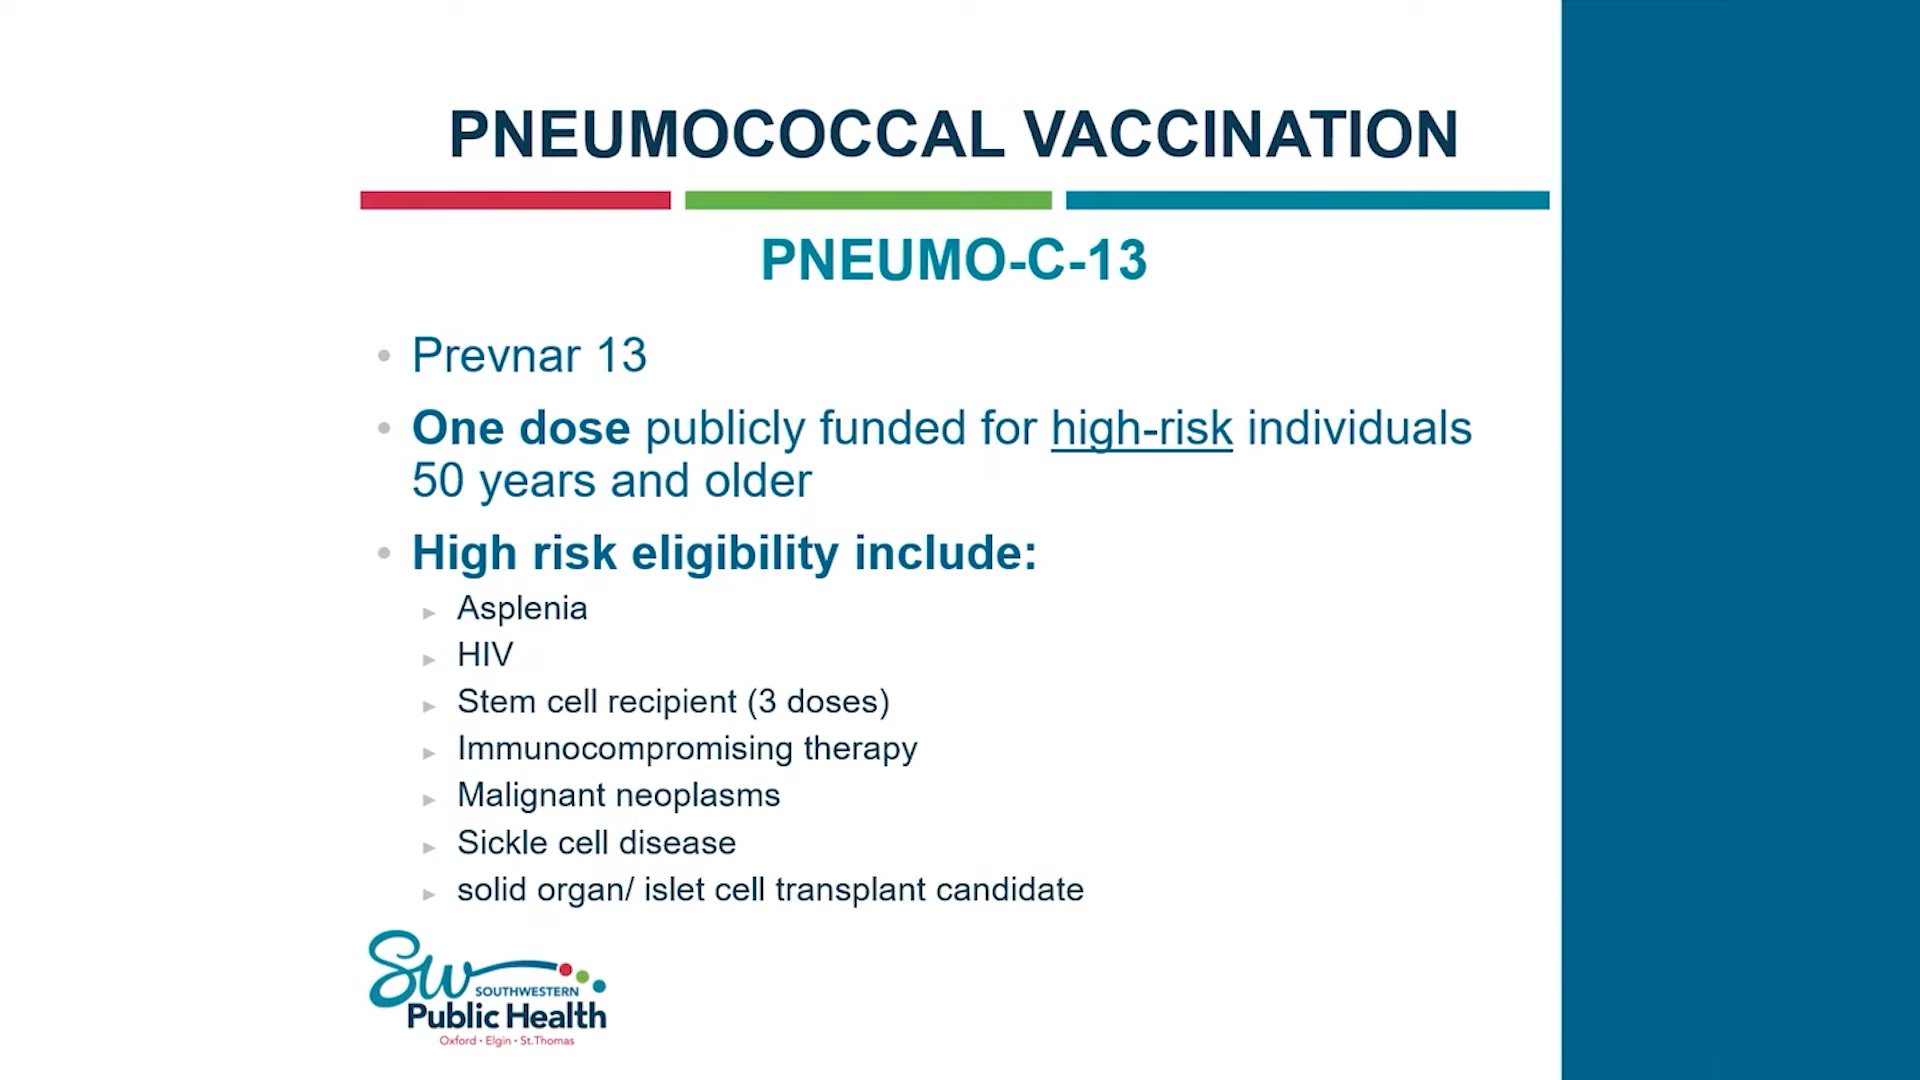 PNEUMOCOCCAL VACCINATION
PNEUMO-C-13
• Prevnar 13
• One dose publicly funded for high-risk individuals
50 years and older
• High risk eligibility include:
► Asplenia
► HIV
► Stem cell recipient (3 doses)
► Immunocompromising therapy
► Malignant neoplasms
► Sickle cell disease
► solid organ/ islet cell transplant candidate
Sw
SOUTHWESTERN
Public Health
Oxford • Elgin • St.Thomas